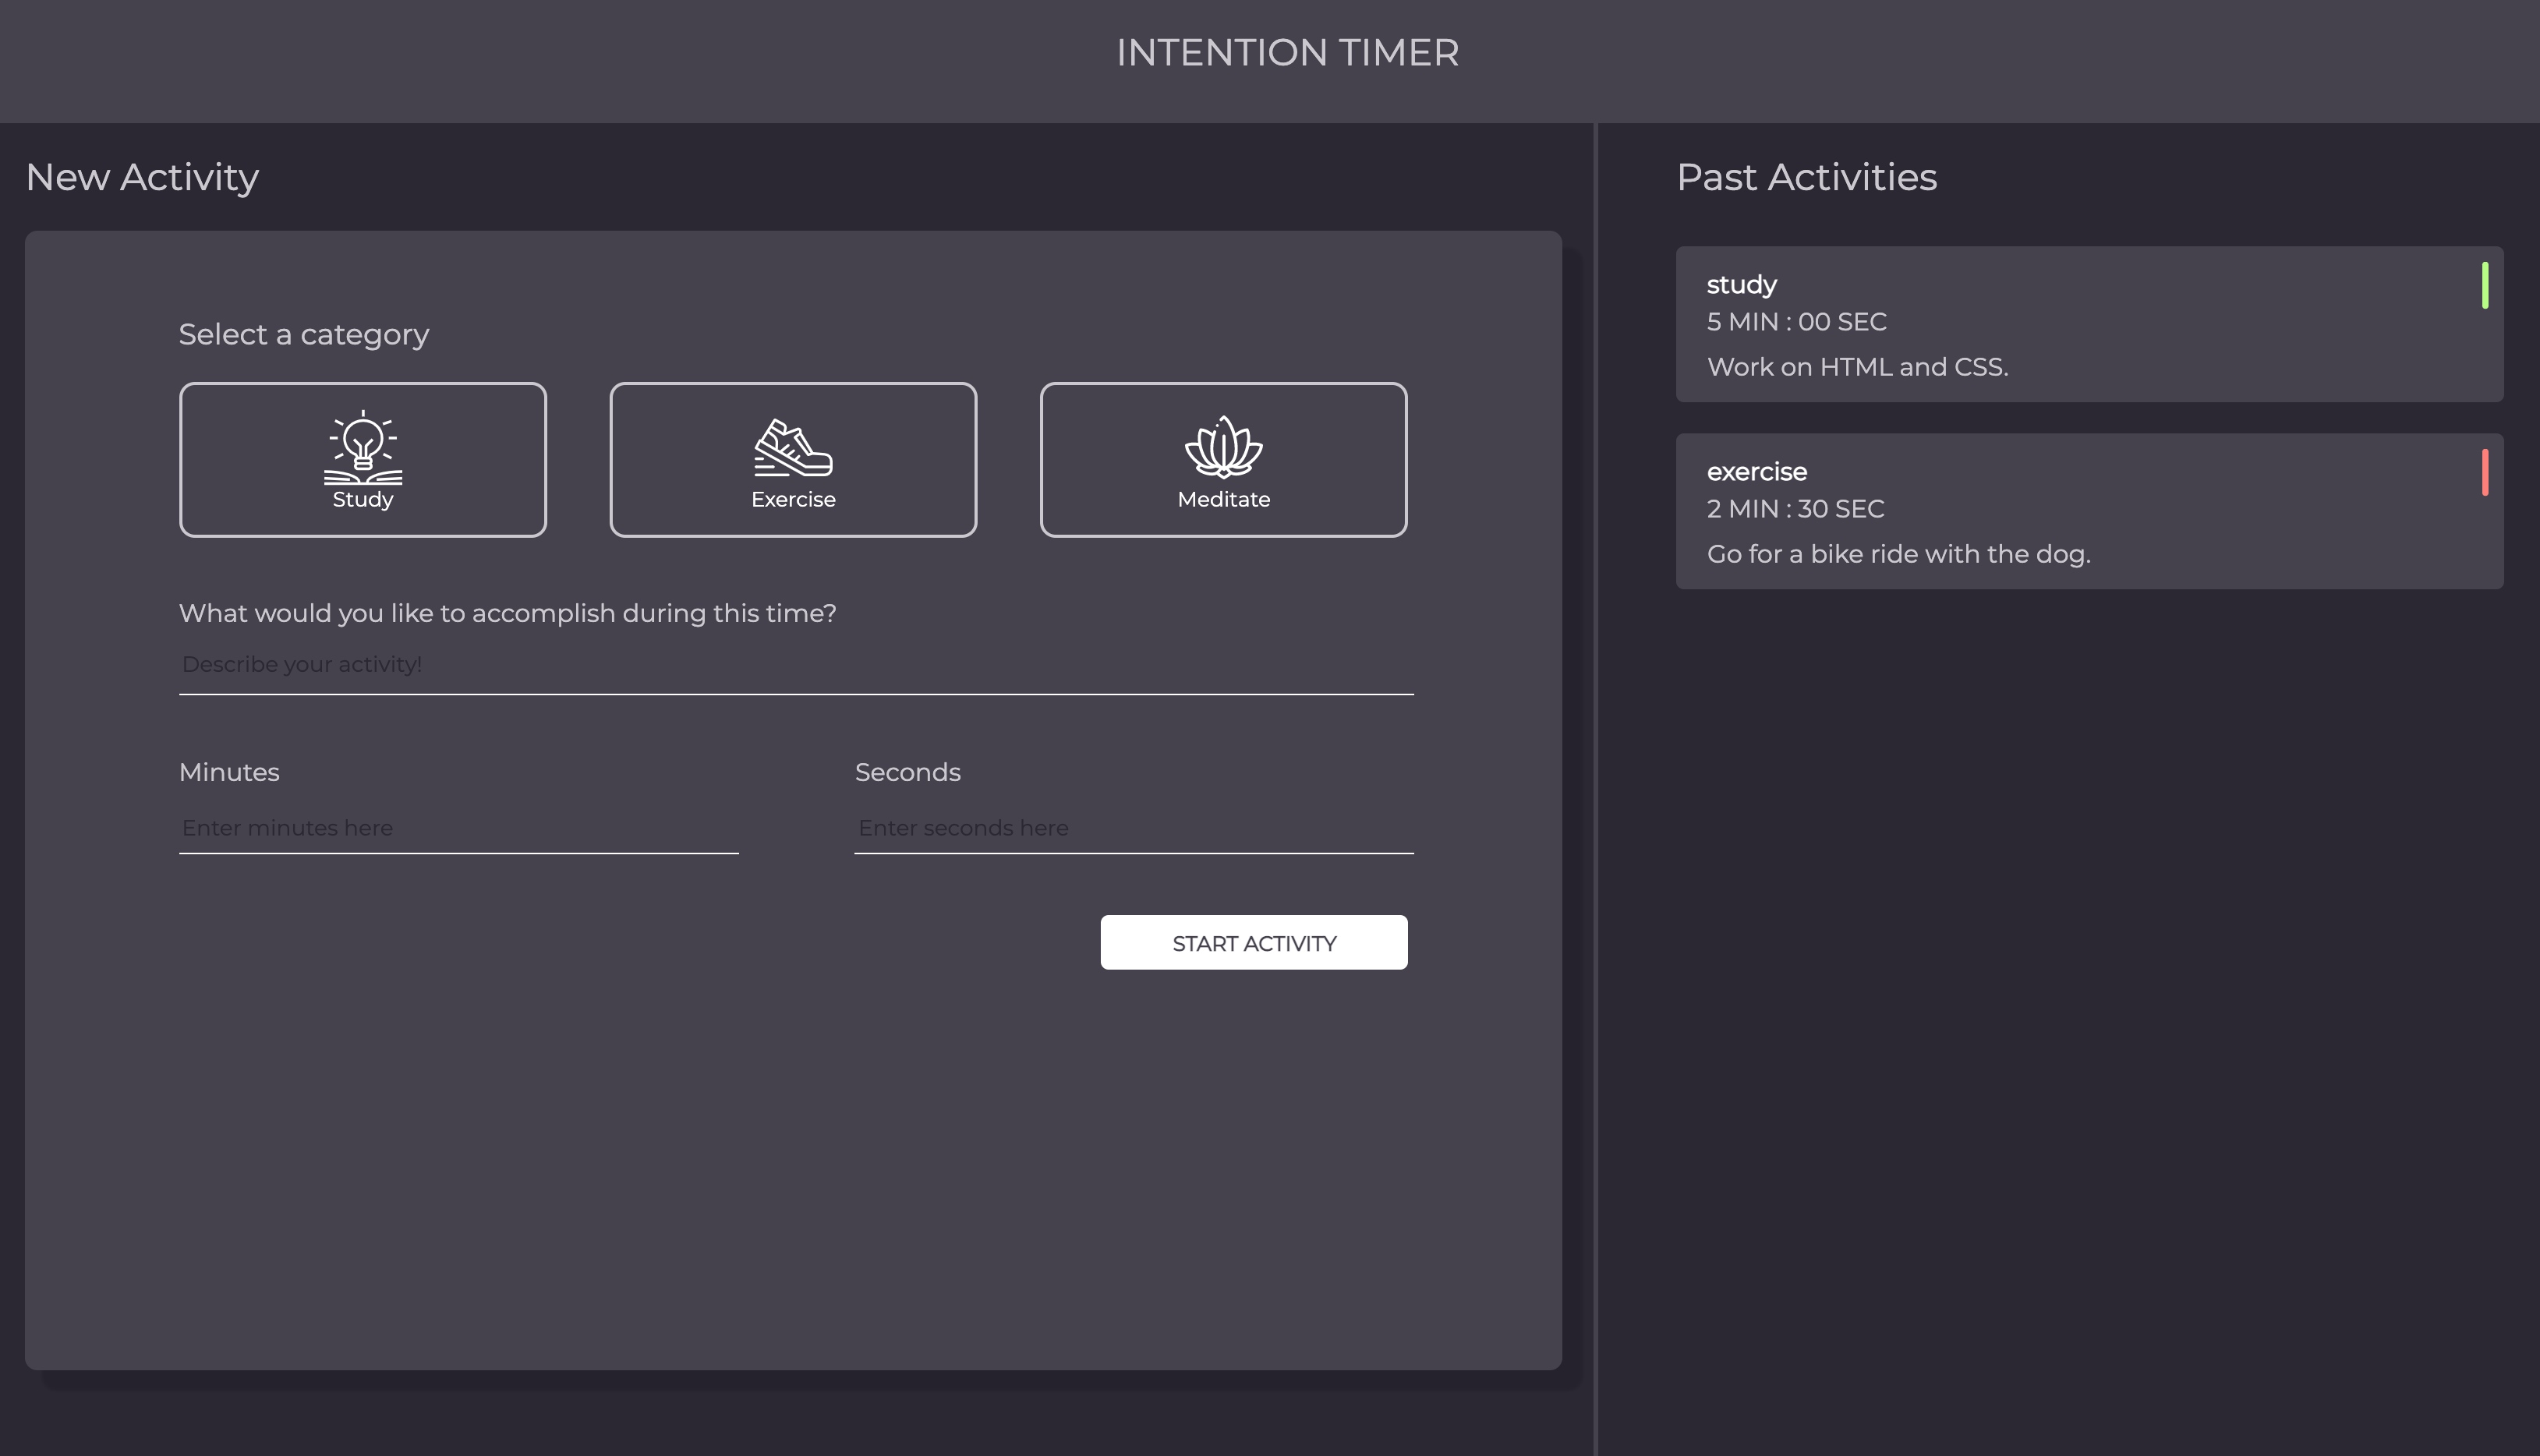 INTENTION TIMER
New Activity
Select a category
Study
Exercise
Meditate
What would you like to accomplish during this time?
Describe your activity!
Minutes
Seconds
Enter minutes here
Enter seconds here
START ACTIVITY
Past Activities
study
5 MIN : 00 SEC
Work on HTML and CSS.
exercise
2 MIN : 30 SEC
Go for a bike ride with the dog.